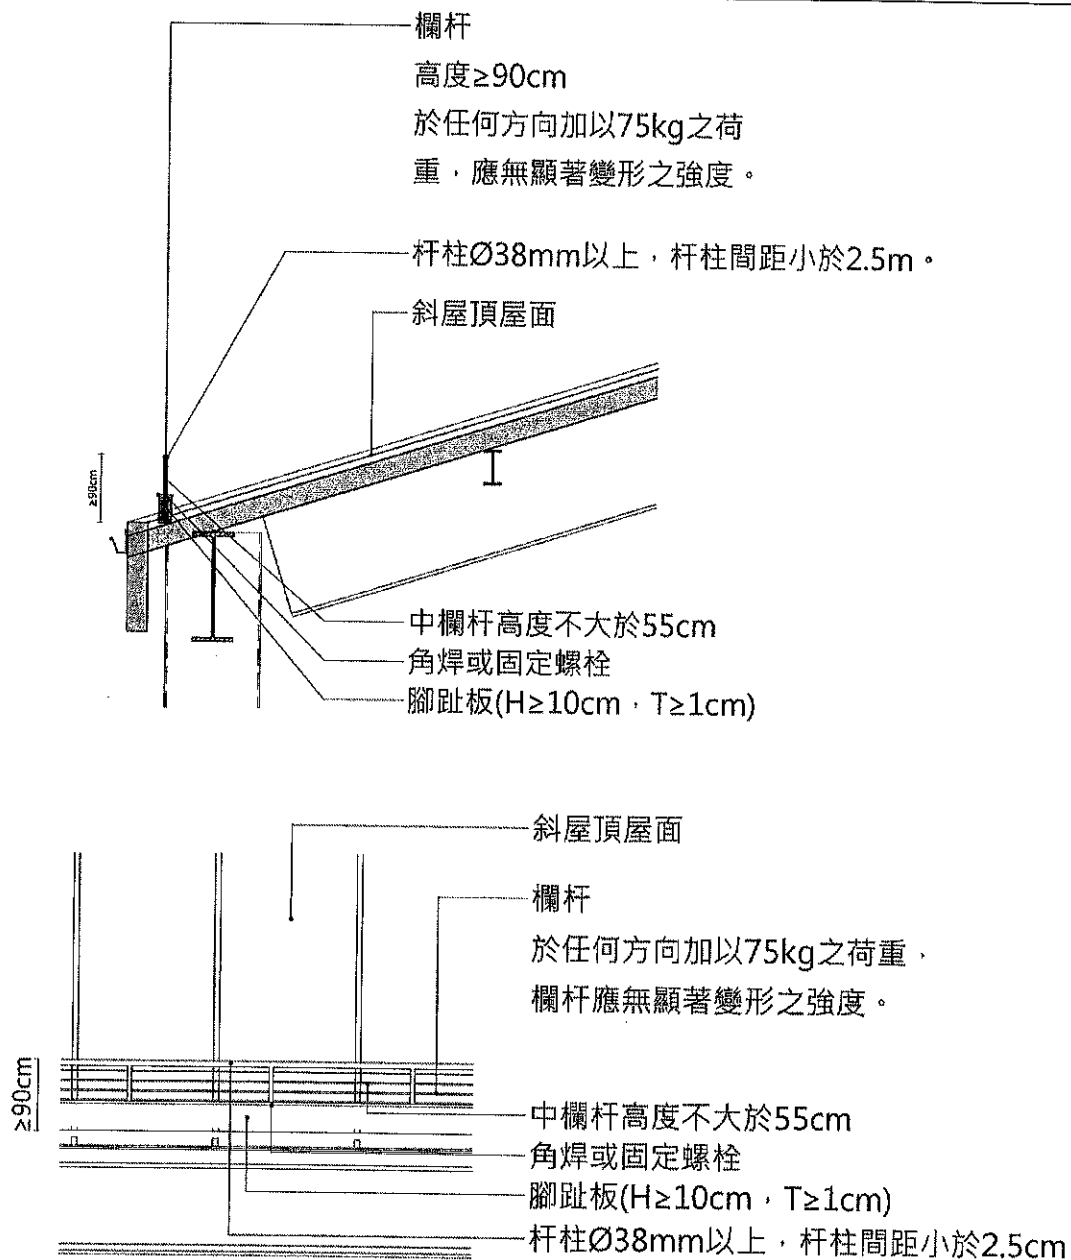 欄杆
高度≥90cm
於任何方向加以75kg之荷
重，應無顯著變形之強度。
杆柱Ø38mm以上，杆柱間距小於2.5m。
斜屋頂屋面
≥90cm
中欄杆高度不大於55cm
角焊或固定螺栓
腳趾板(H≥10cm，T≥1cm)
斜屋頂屋面
欄杆
於任何方向加以75kg之荷重，
欄杆應無顯著變形之強度。
≥90cm
中欄杆高度不大於55cm
角焊或固定螺栓
腳趾板(H≥10cm，T≥1cm)
杆柱Ø38mm以上，杆柱間距小於2.5cm